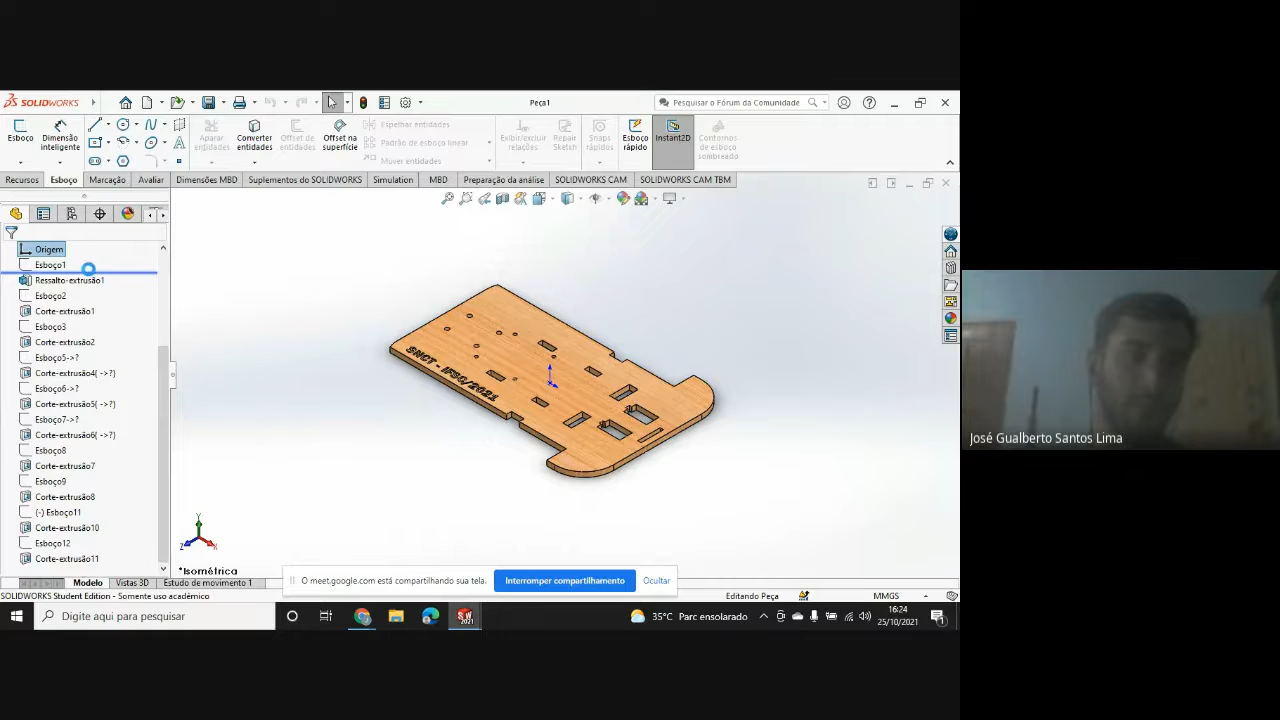 SOLIDWORKS
Peça1
Pesquisar o Fórum da Comunidade
Esboço
Dimensão inteligente
Aparar entidades
Converter entidades
Offset de entidades
Offset na superfície
Espelhar entidades
Padrão de esboço linear
Mover entidades
Exibir/excluir relações
Repair Sketch
Snaps rápidos
Esboço rápido
Instant2D
Contornos de esboço sombreado
Recursos
Esboço
Marcação
Avaliar
Dimensões MBD
Suplementos do SOLIDWORKS
Simulation
MBD
Preparação da análise
SOLIDWORKS CAM
SOLIDWORKS CAM TBM
Origem
Esboço1
Ressalto-extrusão1
Esboço2
Corte-extrusão1
Esboço3
Corte-extrusão2
Esboço5->?
Corte-extrusão4( ->?)
Esboço6->?
Corte-extrusão5( ->?)
Esboço7->?
Corte-extrusão6( ->?)
Esboço8
Corte-extrusão7
Esboço9
Corte-extrusão8
(-) Esboço11
Corte-extrusão10
Esboço12
Corte-extrusão11
SNCT - IFSC/2021
Y
Z
X
*Isométrica
José Gualberto Santos Lima
O meet.google.com está compartilhando sua tela.
Interromper compartilhamento
Ocultar
Modelo
Vistas 3D
Estudo de movimento 1
SOLIDWORKS Student Edition - Somente uso acadêmico
Editando Peça
MMGS
Digite aqui para pesquisar
35°C Parc ensolarado
16:24
25/10/2021